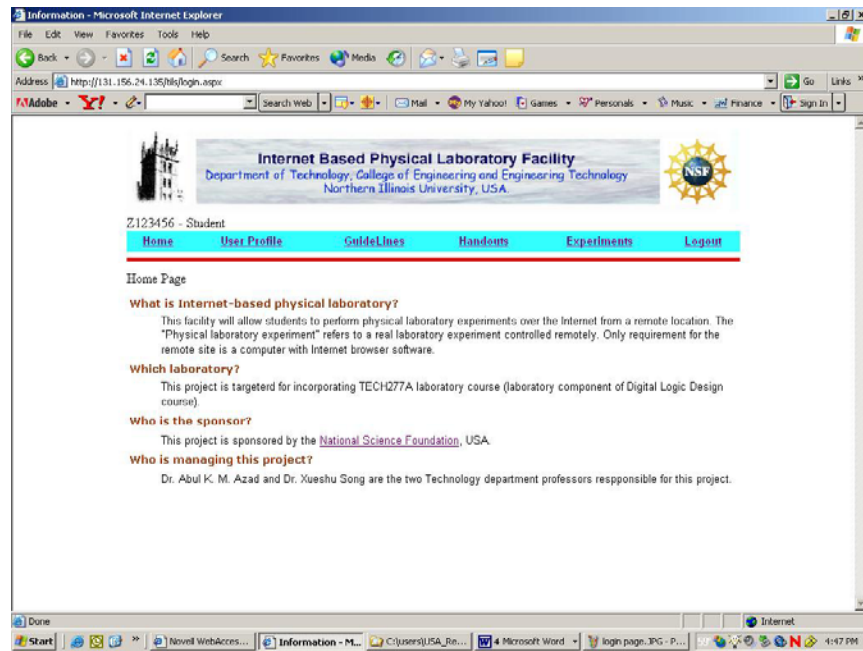 Information - Microsoft Internet Explorer
File Edit View Favorites Tools Help
Back Search Favorites Media
Address http://131.156.24.135/tils/login.aspx Go Links »
Adobe Y! Search Web Mail My Yahoo! Games Personals Music Finance Sign In
Internet Based Physical Laboratory Facility
Department of Technology, College of Engineering and Engineering Technology
Northern Illinois University, USA.
NSF
Z123456 - Student
Home User Profile GuideLines Handouts Experiments Logout
Home Page
What is Internet-based physical laboratory?
This facility will allow students to perform physical laboratory experiments over the Internet from a remote location. The
"Physical laboratory experiment" refers to a real laboratory experiment controlled remotely. Only requirement for the
remote site is a computer with Internet browser software.
Which laboratory?
This project is targeterd for incorporating TECH277A laboratory course (laboratory component of Digital Logic Design
course).
Who is the sponsor?
This project is sponsored by the National Science Foundation, USA.
Who is managing this project?
Dr. Abul K. M. Azad and Dr. Xueshu Song are the two Technology department professors respponsible for this project.
Done Internet
Start » Novell WebAcces... Information - M... C:\users\USA_Re... 4 Microsoft Word login page.JPG - P... 4:47 PM